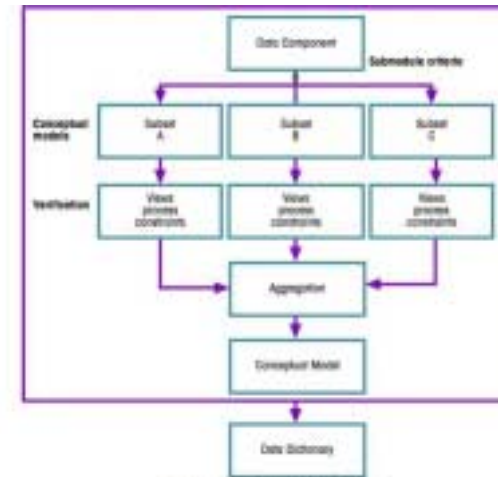 Data Component
Submodule criteria
Conceptual
models
Subset
A
Subset
B
Subset
C
Verification
Views
process
constraints
Views
process
constraints
Views
process
constraints
Aggregation
Conceptual Model
Data Dictionary